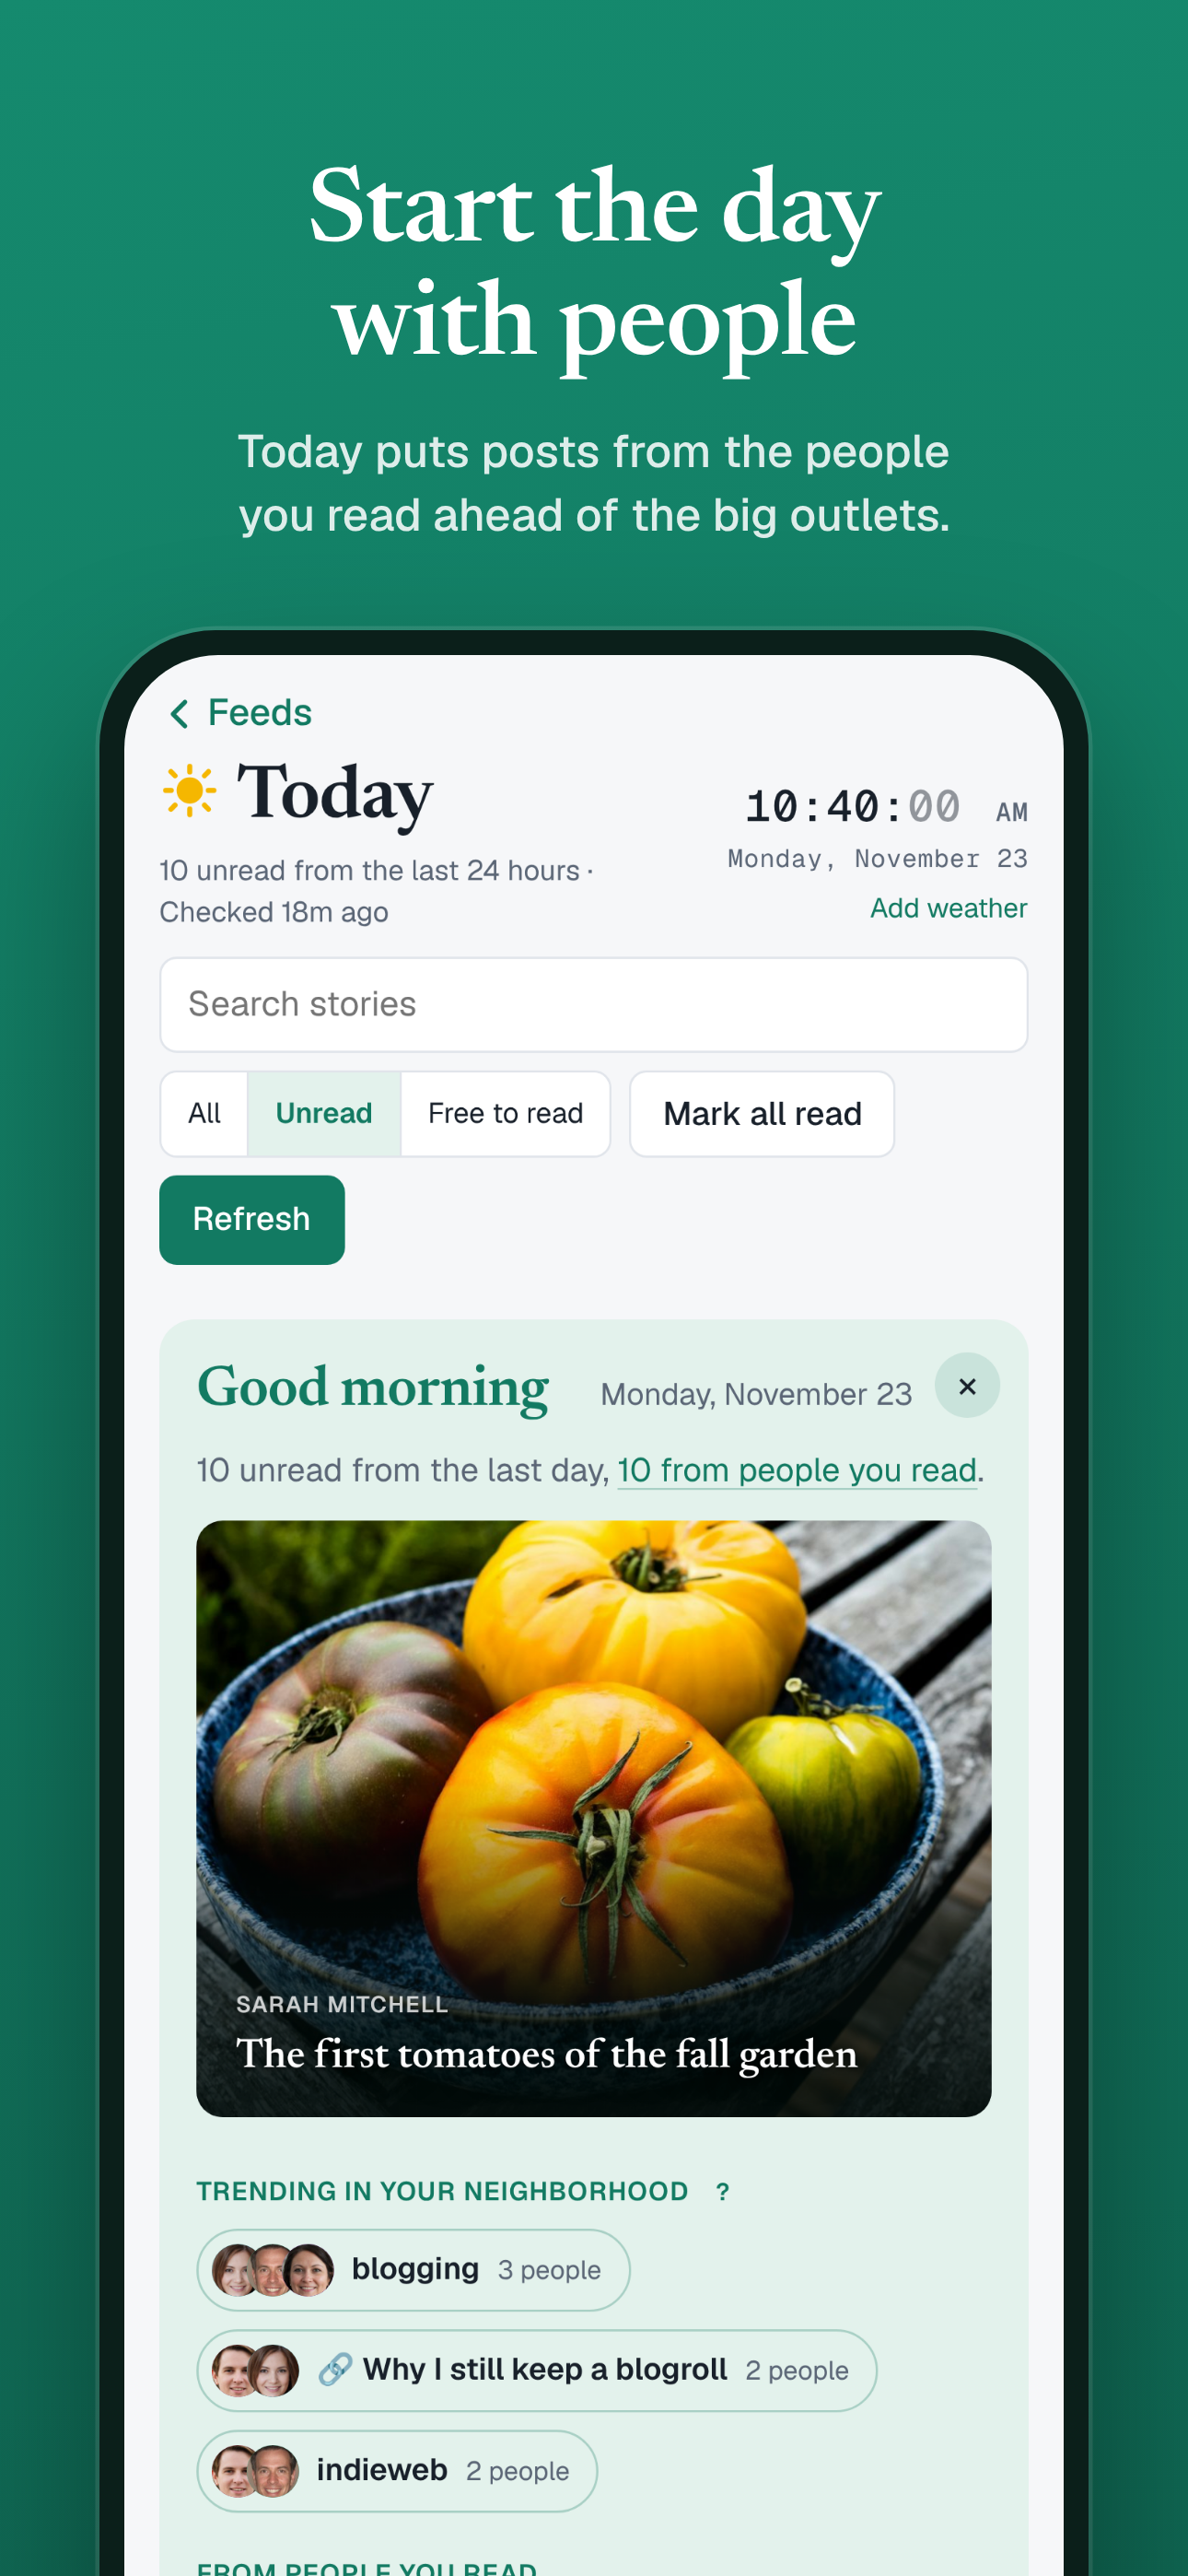 Start the day
with people
Today puts posts from the people
you read ahead of the big outlets.
Feeds
Today
10:40:00 AM
10 unread from the last 24 hours ·
Monday, November 23
Checked 18m ago
Add weather
Search stories
All
Unread
Free to read
Mark all read
Refresh
Good morning
Monday, November 23
×
10 unread from the last day, 10 from people you read.
SARAH MITCHELL
The first tomatoes of the fall garden
TRENDING IN YOUR NEIGHBORHOOD ?
blogging 3 people
🔗 Why I still keep a blogroll 2 people
indieweb 2 people
FROM PEOPLE YOU READ